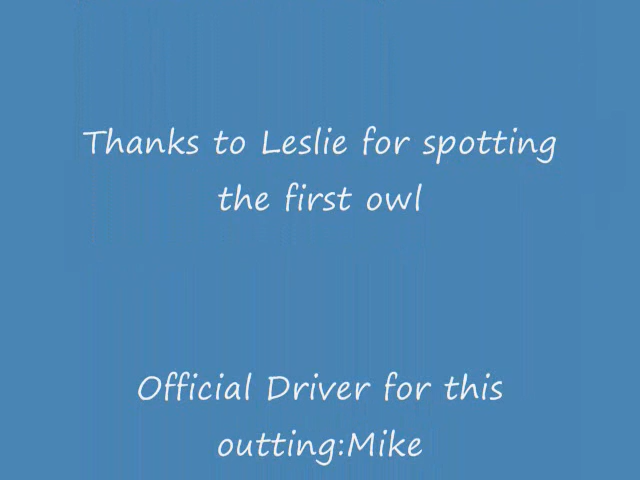 Thanks to Leslie for spotting
the first owl
Official Driver for this
outting:Mike